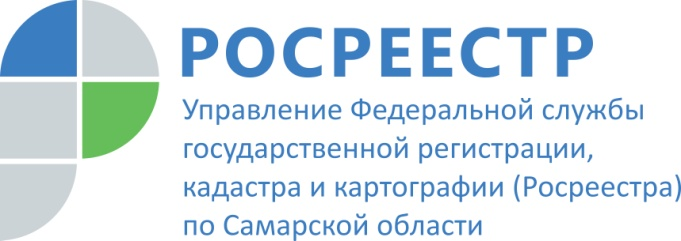 РОСРЕЕСТР
Управление Федеральной службы
государственной регистрации,
кадастра и картографии (Росреестра)
по Самарской области